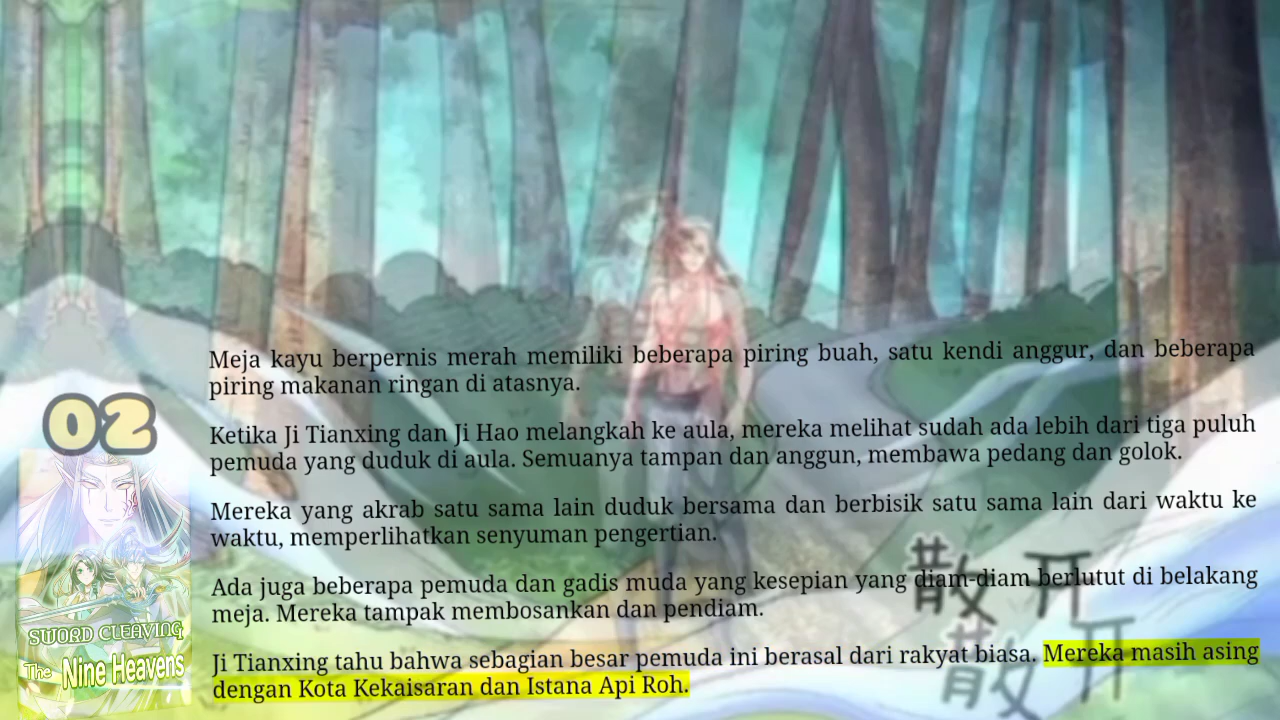 Meja kayu berpernis merah memiliki beberapa piring buah, satu kendi anggur, dan beberapa
piring makanan ringan di atasnya.
Ketika Ji Tianxing dan Ji Hao melangkah ke aula, mereka melihat sudah ada lebih dari tiga puluh
pemuda yang duduk di aula. Semuanya tampan dan anggun, membawa pedang dan golok.
Mereka yang akrab satu sama lain duduk bersama dan berbisik satu sama lain dari waktu ke
waktu, memperlihatkan senyuman pengertian.
Ada juga beberapa pemuda dan gadis muda yang kesepian yang diam-diam berlutut di belakang
meja. Mereka tampak membosankan dan pendiam.
Ji Tianxing tahu bahwa sebagian besar pemuda ini berasal dari rakyat biasa. Mereka masih asing
dengan Kota Kekaisaran dan Istana Api Roh.
02
SWORD CLEAVING
The Nine Heavens
散开
散开